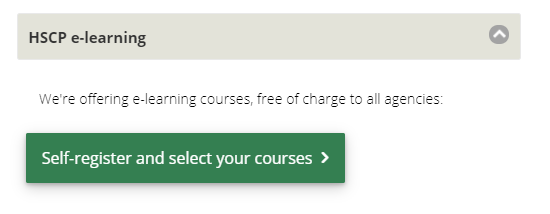 HSCP e-learning
We're offering e-learning courses, free of charge to all agencies:
Self-register and select your courses